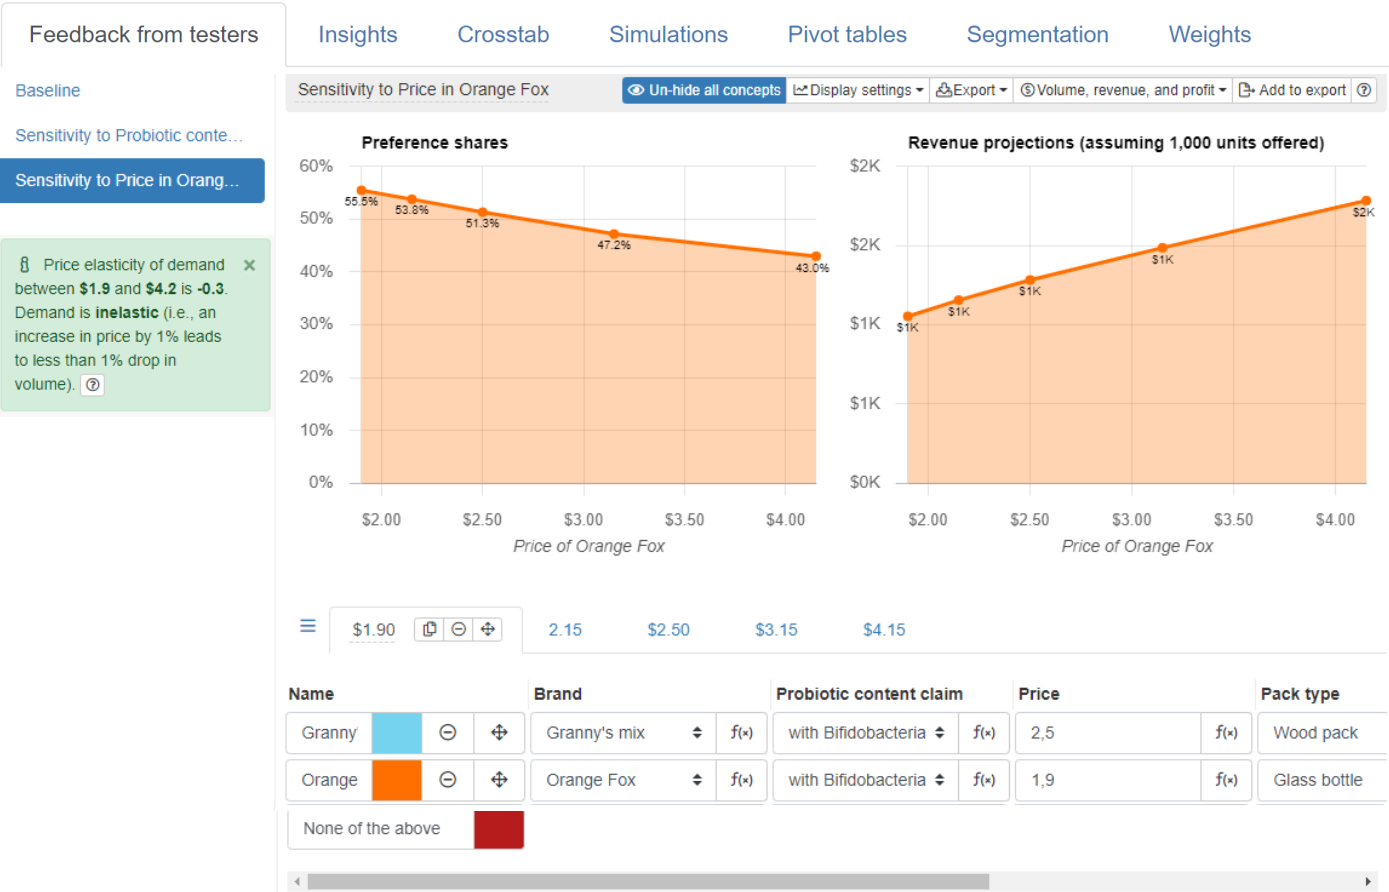 Feedback from testers
Insights
Crosstab
Simulations
Pivot tables
Segmentation
Weights
Baseline
Sensitivity to Probiotic conte...
Sensitivity to Price in Orang...
Price elasticity of demand
between $1.9 and $4.2 is -0.3.
Demand is inelastic (i.e., an
increase in price by 1% leads
to less than 1% drop in
volume).
Sensitivity to Price in Orange Fox
Un-hide all concepts
Display settings
Export
Volume, revenue, and profit
Add to export
Preference shares
60%
50%
40%
30%
20%
10%
0%
55.5%
53.8%
51.3%
47.2%
43.0%
$2.00
$2.50
$3.00
$3.50
$4.00
Price of Orange Fox
Revenue projections (assuming 1,000 units offered)
$2K
$2K
$1K
$1K
$0K
$1K
$1K
$1K
$1K
$2K
$2.00
$2.50
$3.00
$3.50
$4.00
Price of Orange Fox
$1.90
2.15
$2.50
$3.15
$4.15
Name
Brand
Probiotic content claim
Price
Pack type
Granny'
Granny's mix
f(x)
with Bifidobacteria
f(x)
2,5
f(x)
Wood pack
Orange
Orange Fox
f(x)
with Bifidobacteria
f(x)
1,9
f(x)
Glass bottle
None of the above